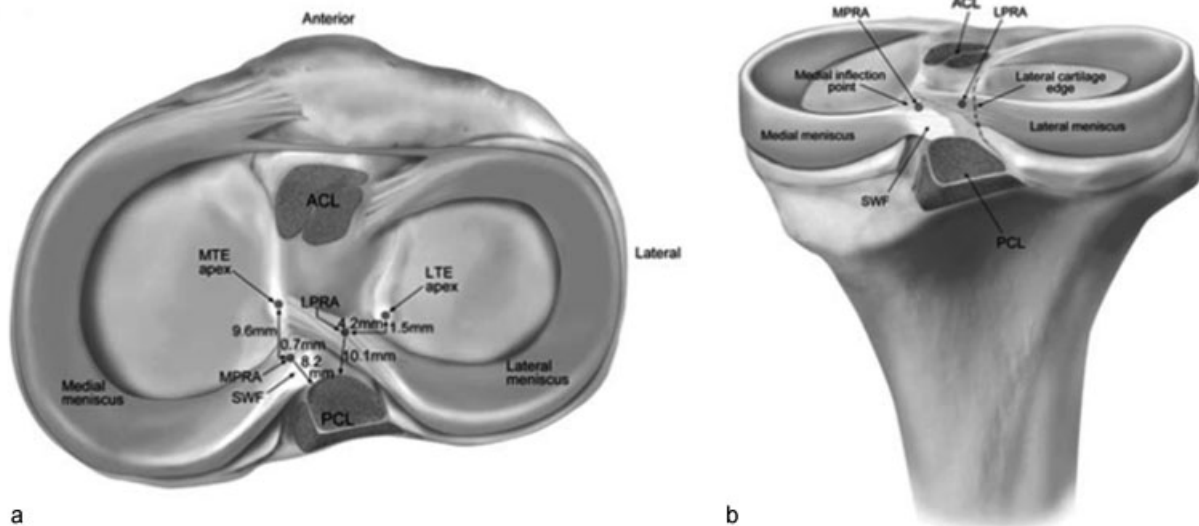 Anterior
ACL
MTE
apex
LTE
apex
Lateral
LPRA
4.2mm
1.5mm
9.6mm
0.7mm
10.1mm
8.2
mm
MPRA
SWF
Medial
meniscus
Lateral
meniscus
PCL
a
MPRA
ACL
LPRA
Medial inflection
point
Lateral cartilage
edge
Medial meniscus
Lateral meniscus
SWF
PCL
b